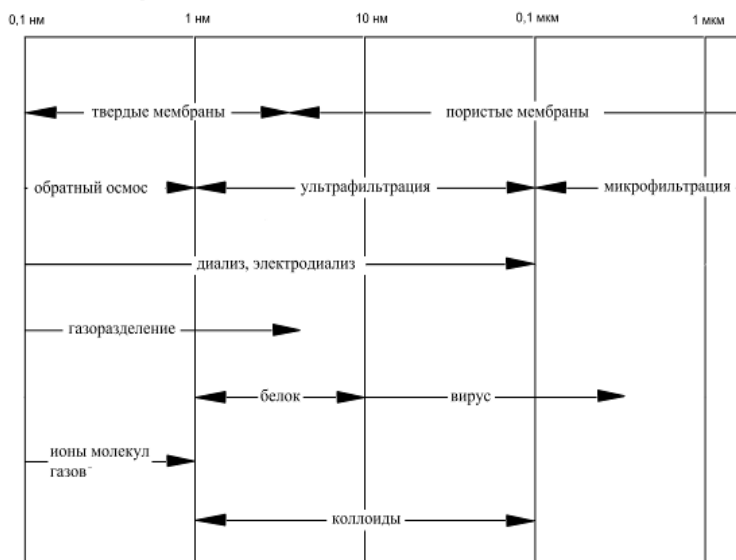 0,1 нм 1 нм 10 нм 0,1 мкм 1 мкм
твердые мембраны пористые мембраны
обратный осмос ультрафильтрация микрофильтрация
диализ, электродиализ
газоразделение
белок вирус
ионы молекул
газов
коллоиды